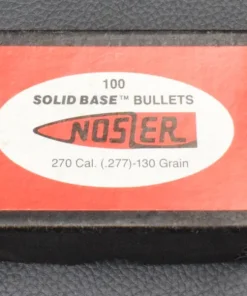 100
SOLID BASE™ BULLETS
NOSLER
270 Cal. (.277)-130 Grain